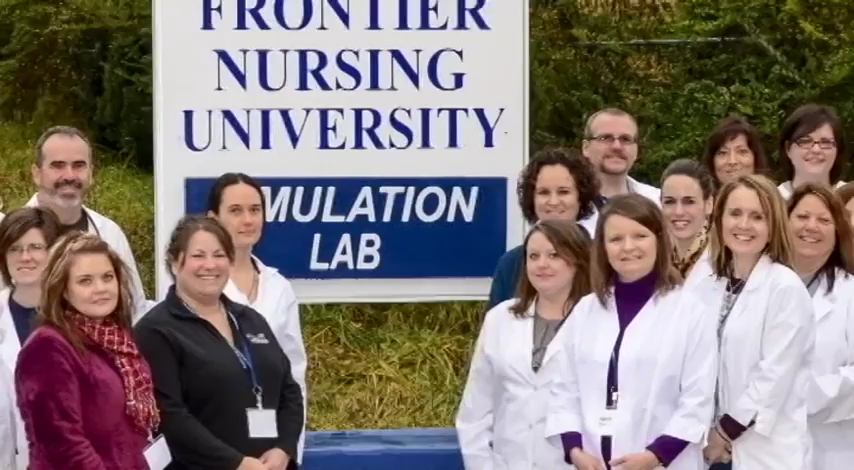 FRONTIER
NURSING
UNIVERSITY
MULATION
LAB